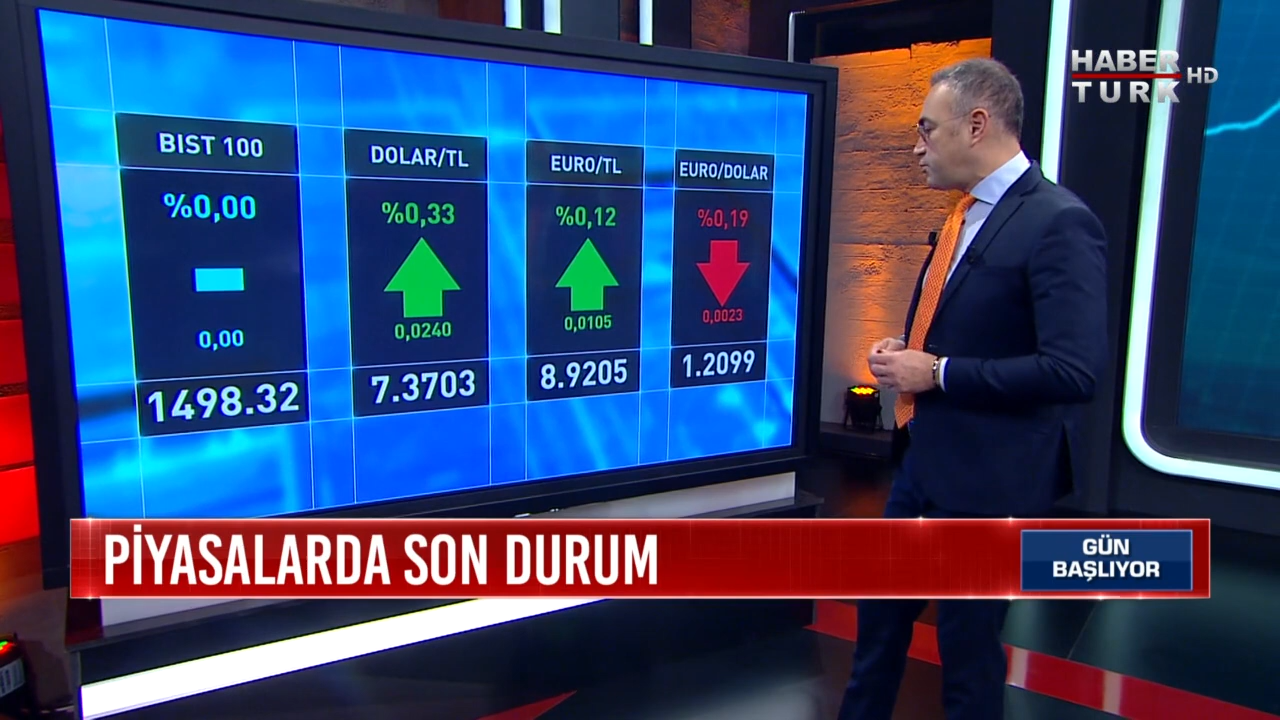 HABER
TURK HD
BIST 100
%0,00
0,00
1498.32
DOLAR/TL
%0,33
0,0240
7.3703
EURO/TL
%0,12
0,0105
8.9205
EURO/DOLAR
%0,19
0,0023
1.2099
PİYASALARDA SON DURUM
GÜN
BAŞLIYOR